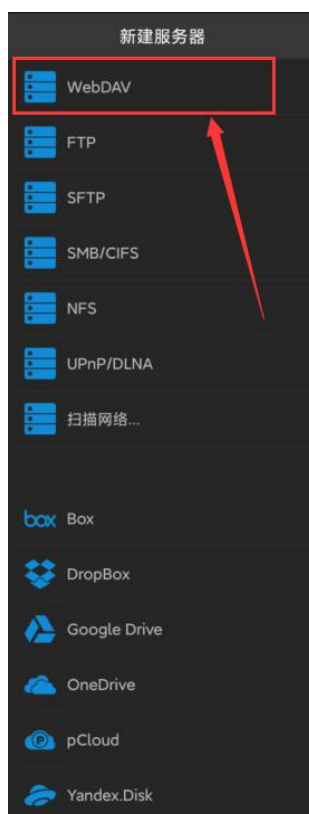 新建服务器
WebDAV
FTP
SFTP
SMB/CIFS
NFS
UPnP/DLNA
扫描网络...
box Box
DropBox
Google Drive
OneDrive
P pCloud
Yandex.Disk